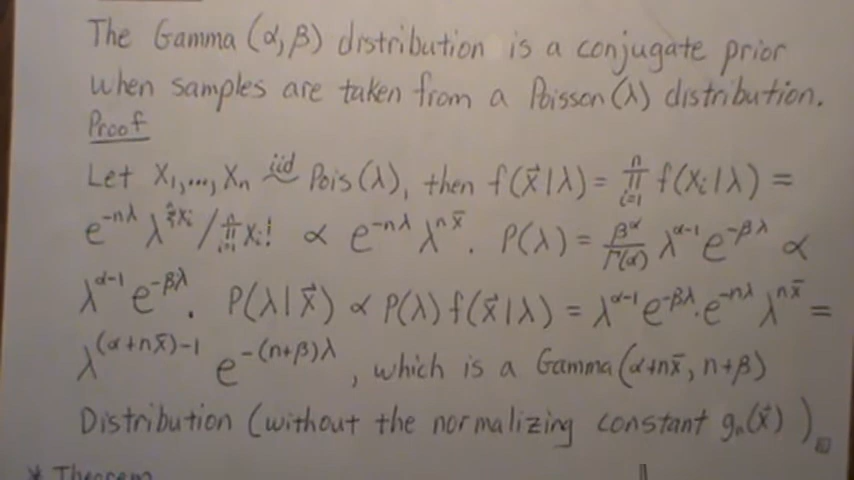 The Gamma (α, β) distribution is a conjugate prior
when samples are taken from a Poisson(λ) distribution.
Proof
Let X₁,..., Xₙ iid~ Pois(λ), then f(x⃗|λ) = ∏ᵢ₌₁ⁿ f(xᵢ|λ) =
e^(-nλ) λ^(Σxᵢ) / ∏ᵢ₌₁ⁿ xᵢ! ∝ e^(-nλ) λ^(nx̄). P(λ) = β^α/Γ(α) λ^(α-1) e^(-βλ) ∝
λ^(α-1) e^(-βλ). P(λ|x⃗) ∝ P(λ) f(x⃗|λ) = λ^(α-1) e^(-βλ) · e^(-nλ) λ^(nx̄) =
λ^((α+nx̄)-1) e^(-(n+β)λ), which is a Gamma(α+nx̄, n+β)
Distribution (without the normalizing constant gₙ(x⃗)).
* Theorem